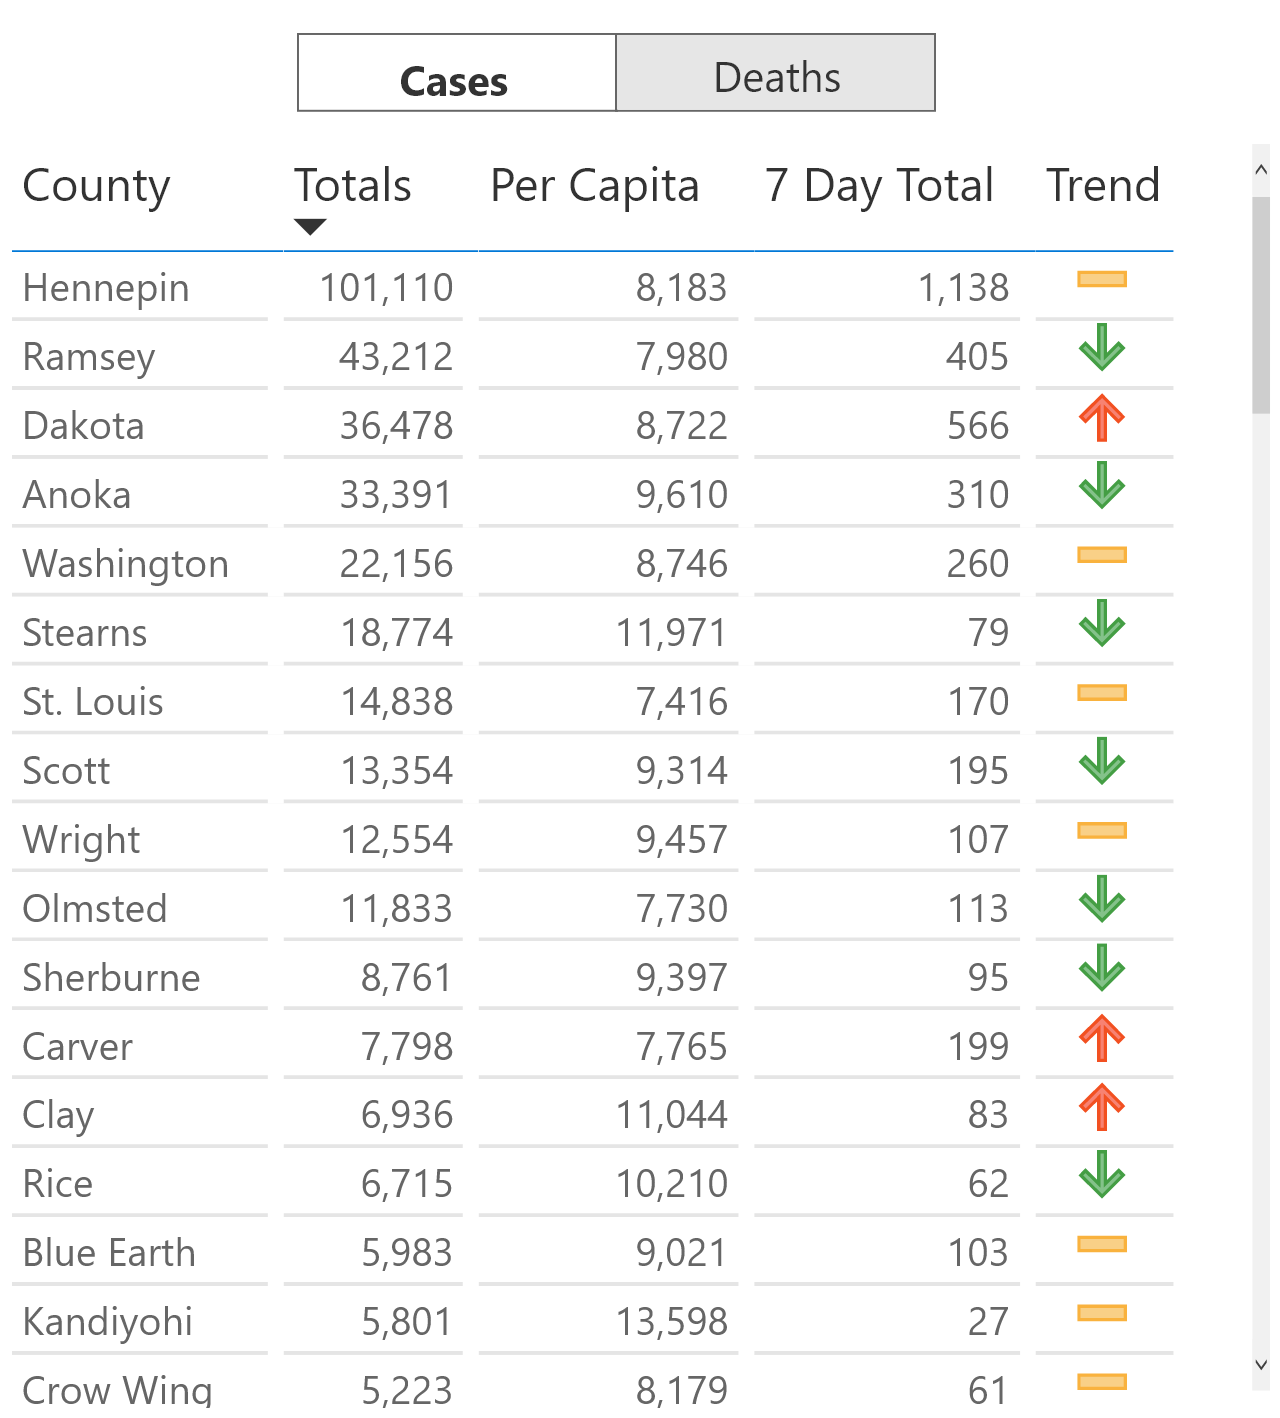 Cases Deaths
County Totals Per Capita 7 Day Total Trend
Hennepin 101,110 8,183 1,138
Ramsey 43,212 7,980 405
Dakota 36,478 8,722 566
Anoka 33,391 9,610 310
Washington 22,156 8,746 260
Stearns 18,774 11,971 79
St. Louis 14,838 7,416 170
Scott 13,354 9,314 195
Wright 12,554 9,457 107
Olmsted 11,833 7,730 113
Sherburne 8,761 9,397 95
Carver 7,798 7,765 199
Clay 6,936 11,044 83
Rice 6,715 10,210 62
Blue Earth 5,983 9,021 103
Kandiyohi 5,801 13,598 27
Crow Wing 5,223 8,179 61